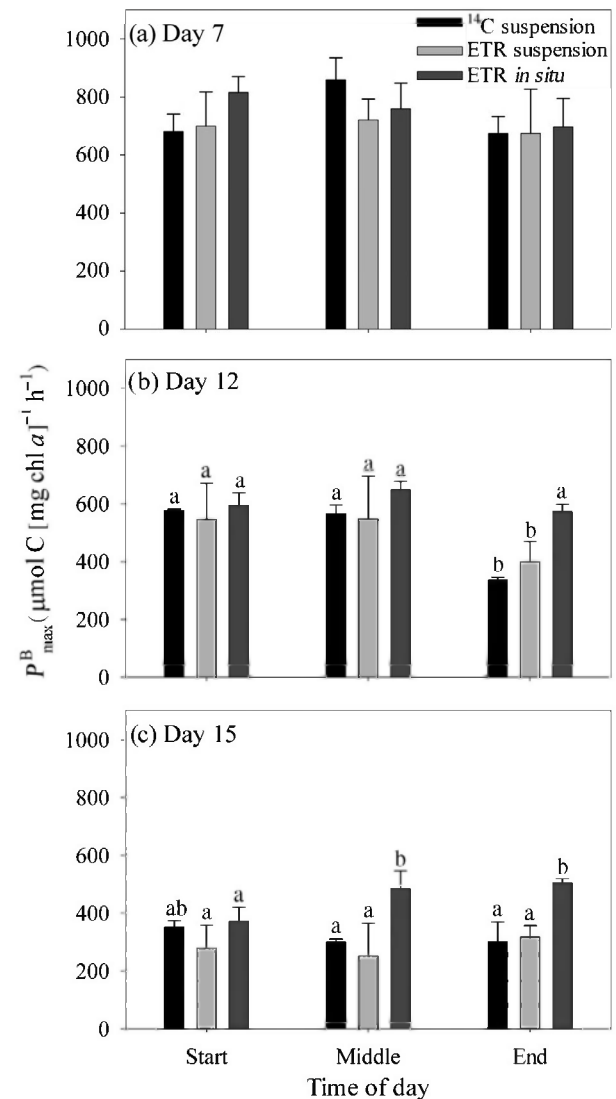 (a) Day 7
¹⁴C suspension
ETR suspension
ETR in situ
1000
800
600
400
200
0
(b) Day 12
1000
800
600
400
200
0
a a a
a a a
b b a
(c) Day 15
1000
800
600
400
200
0
ab a a
a a b
a a b
Start Middle End
Time of day
P^B_max (μmol C [mg chl a]⁻¹ h⁻¹)